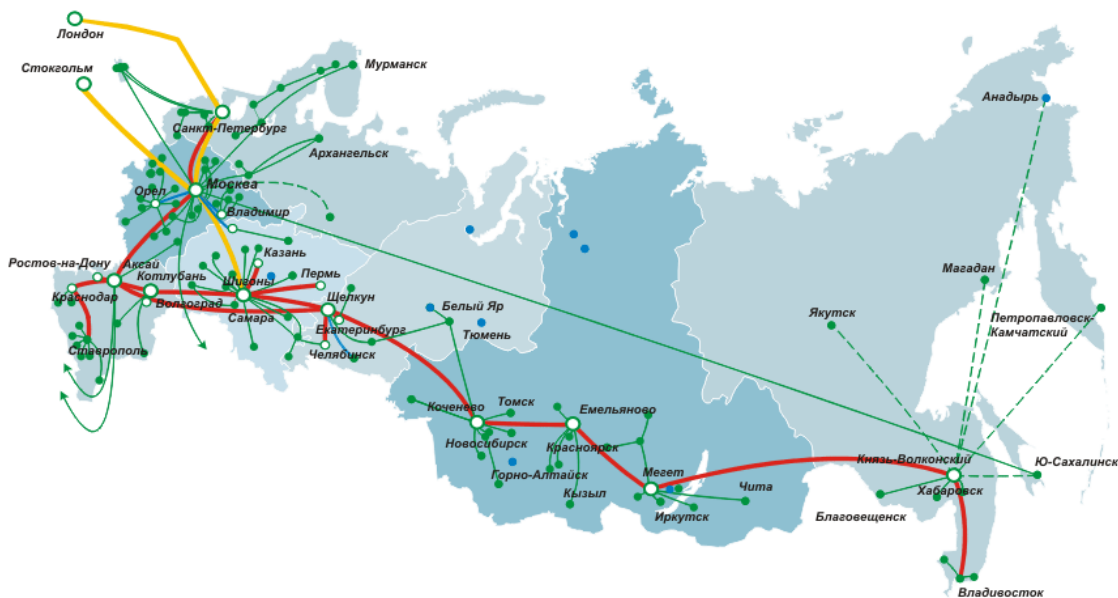 Лондон
Стокгольм
Мурманск
Санкт-Петербург
Анадырь
Архангельск
Москва
Орел
Владимир
Казань
Ростов-на-Дону
Аксай
Котлубань
Шигоны
Пермь
Щелкун
Магадан
Краснодар
Волгоград
Самара
Белый Яр
Якутск
Петропавловск-
Камчатский
Екатеринбург
Тюмень
Ставрополь
Челябинск
Коченево
Томск
Емельяново
Новосибирск
Красноярск
Князь-Волконский
Ю-Сахалинск
Горно-Алтайск
Мегет
Кызыл
Чита
Хабаровск
Иркутск
Благовещенск
Владивосток